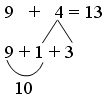 9 + 4 = 13
9 + 1 + 3
10